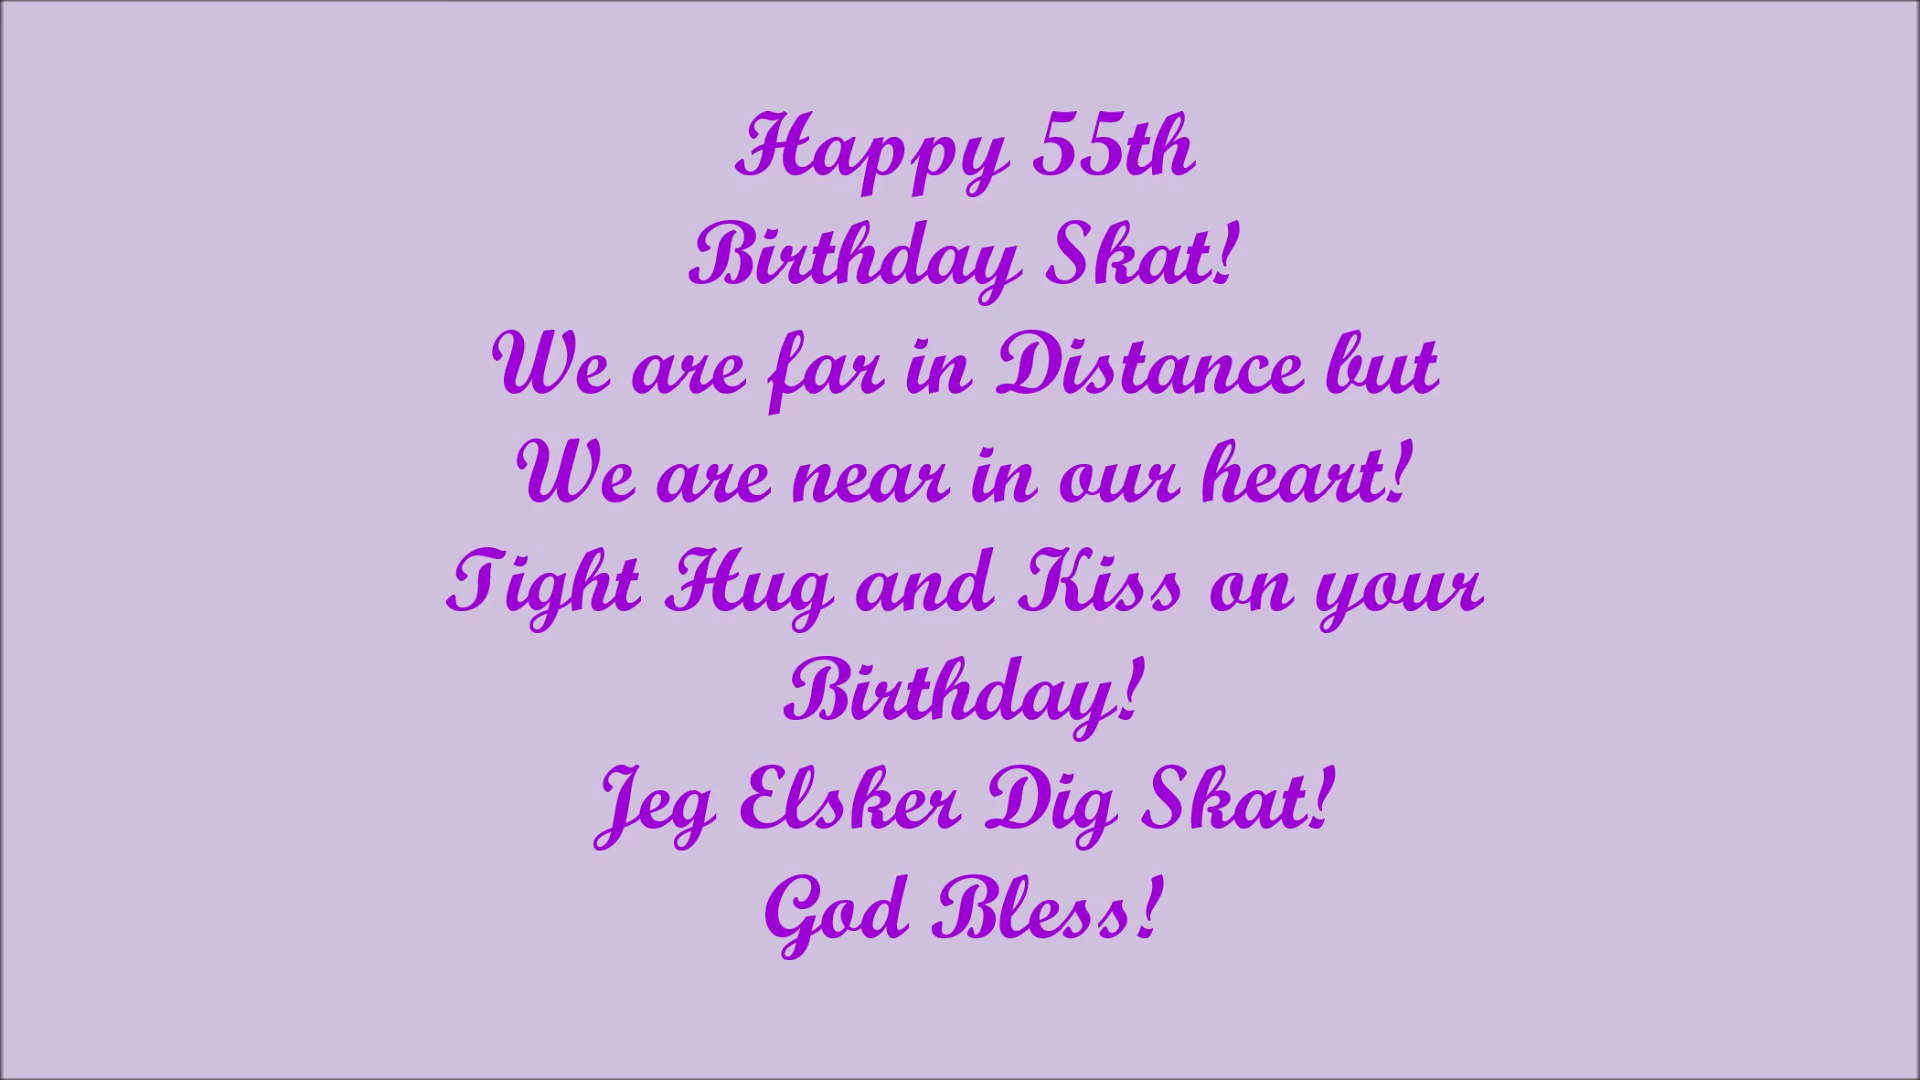 Happy 55th
Birthday Skat!
We are far in Distance but
We are near in our heart!
Tight Hug and Kiss on your
Birthday!
Jeg Elsker Dig Skat!
God Bless!